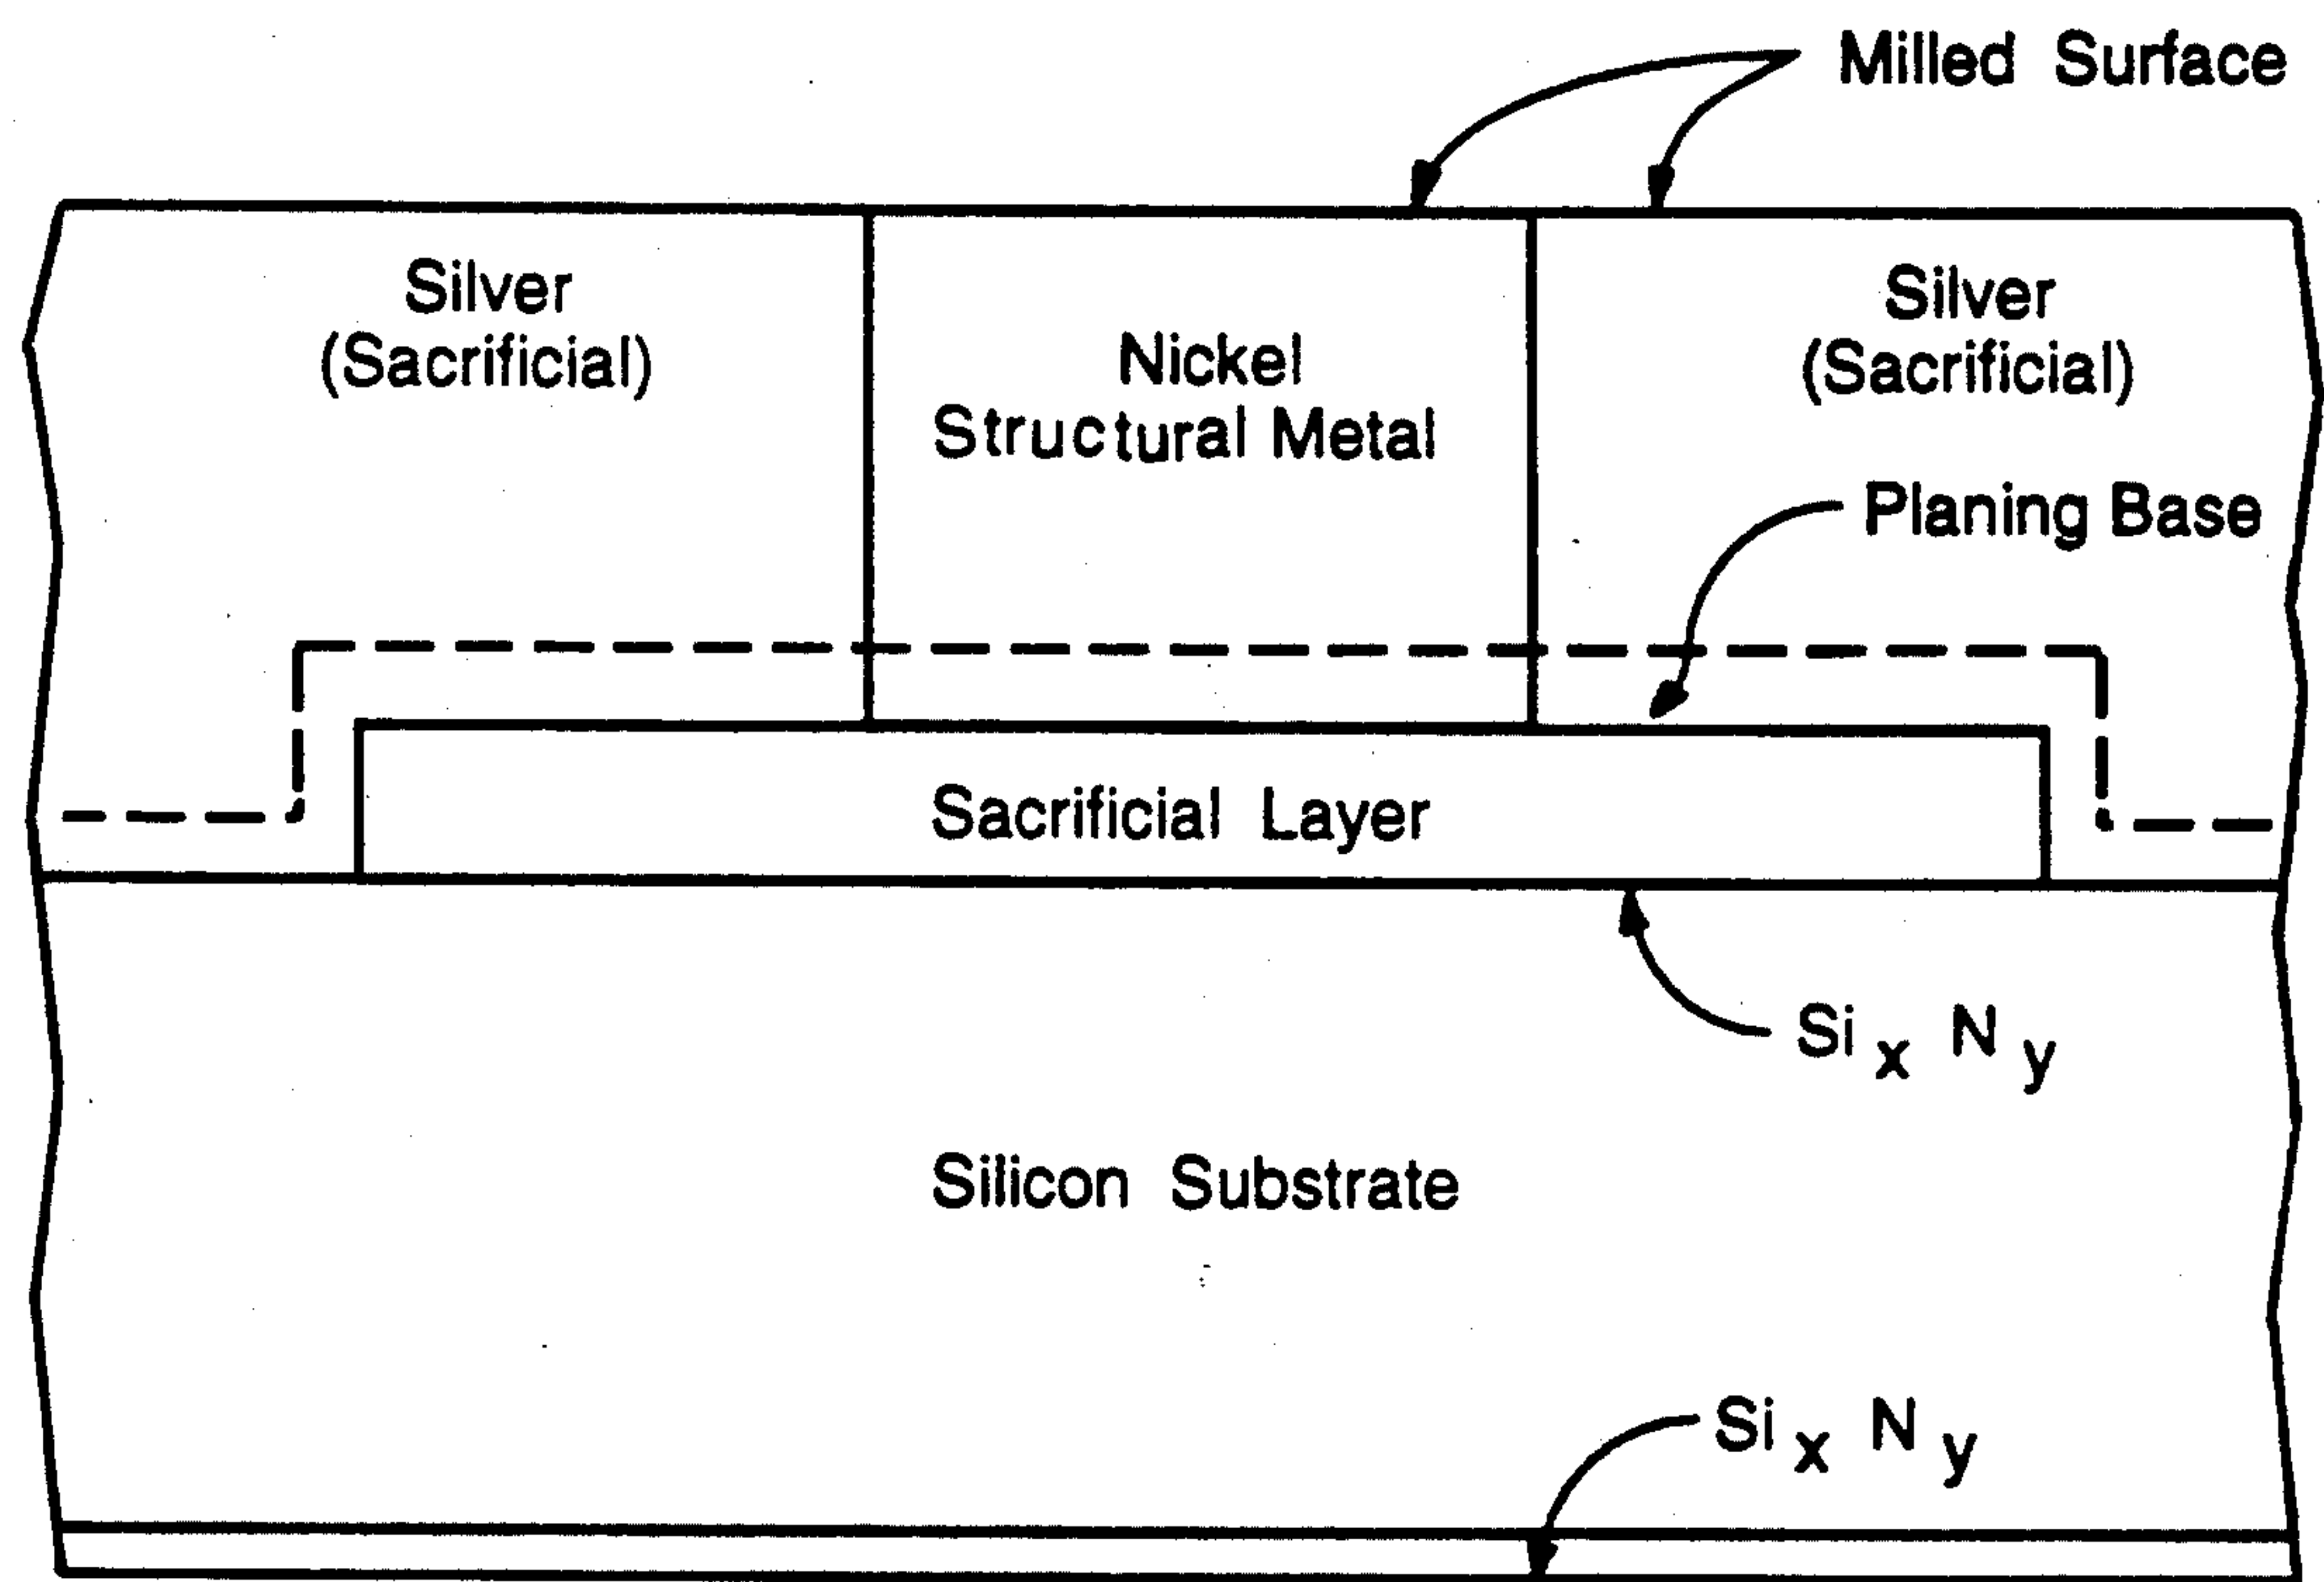 Milled Surface
Silver
(Sacrificial)
Nickel
Structural Metal
Silver
(Sacrificial)
Planing Base
Sacrificial Layer
Si x N y
Silicon Substrate
Si x N y